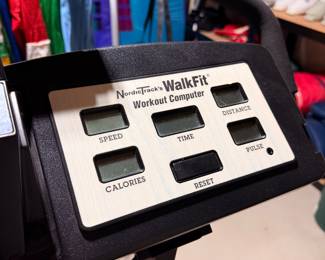 NordicTrack's WalkFit®
Workout Computer
SPEED
TIME
DISTANCE
CALORIES
RESET
PULSE